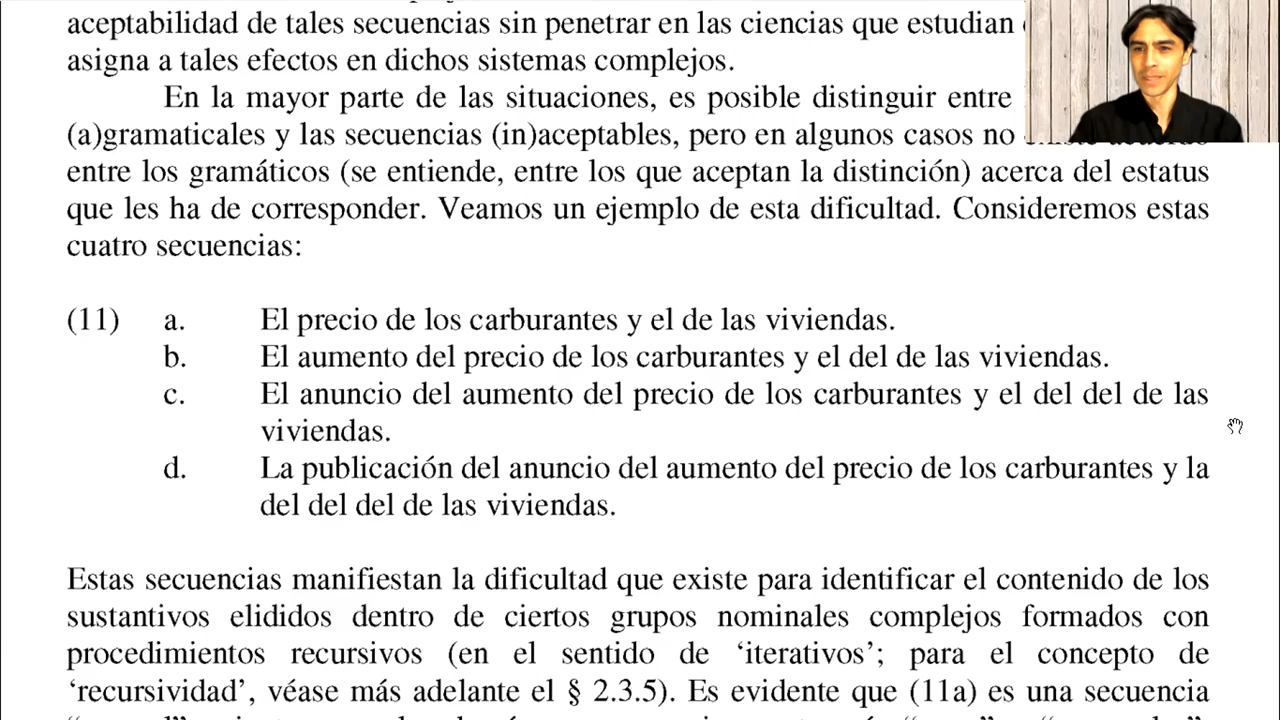 aceptabilidad de tales secuencias sin penetrar en las ciencias que estudian
asigna a tales efectos en dichos sistemas complejos.
En la mayor parte de las situaciones, es posible distinguir entre
(a)gramaticales y las secuencias (in)aceptables, pero en algunos casos no
entre los gramáticos (se entiende, entre los que aceptan la distinción) acerca del estatus
que les ha de corresponder. Veamos un ejemplo de esta dificultad. Consideremos estas
cuatro secuencias:
(11) a. El precio de los carburantes y el de las viviendas.
b. El aumento del precio de los carburantes y el del de las viviendas.
c. El anuncio del aumento del precio de los carburantes y el del del de las
viviendas.
d. La publicación del anuncio del aumento del precio de los carburantes y la
del del del de las viviendas.
Estas secuencias manifiestan la dificultad que existe para identificar el contenido de los
sustantivos elididos dentro de ciertos grupos nominales complejos formados con
procedimientos recursivos (en el sentido de ‘iterativos’; para el concepto de
‘recursividad’, véase más adelante el § 2.3.5). Es evidente que (11a) es una secuencia